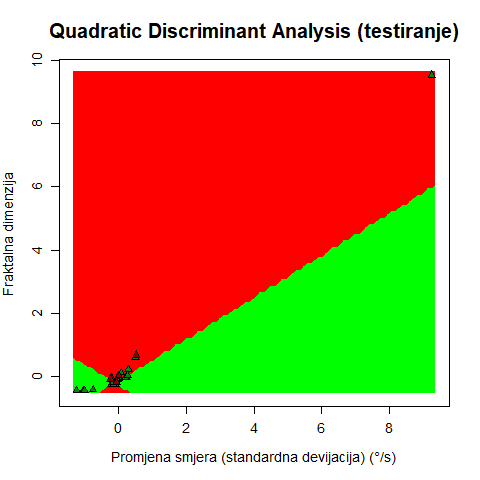 Quadratic Discriminant Analysis (testiranje)
10
8
6
4
2
0
Fraktalna dimenzija
0 2 4 6 8
Promjena smjera (standardna devijacija) (°/s)